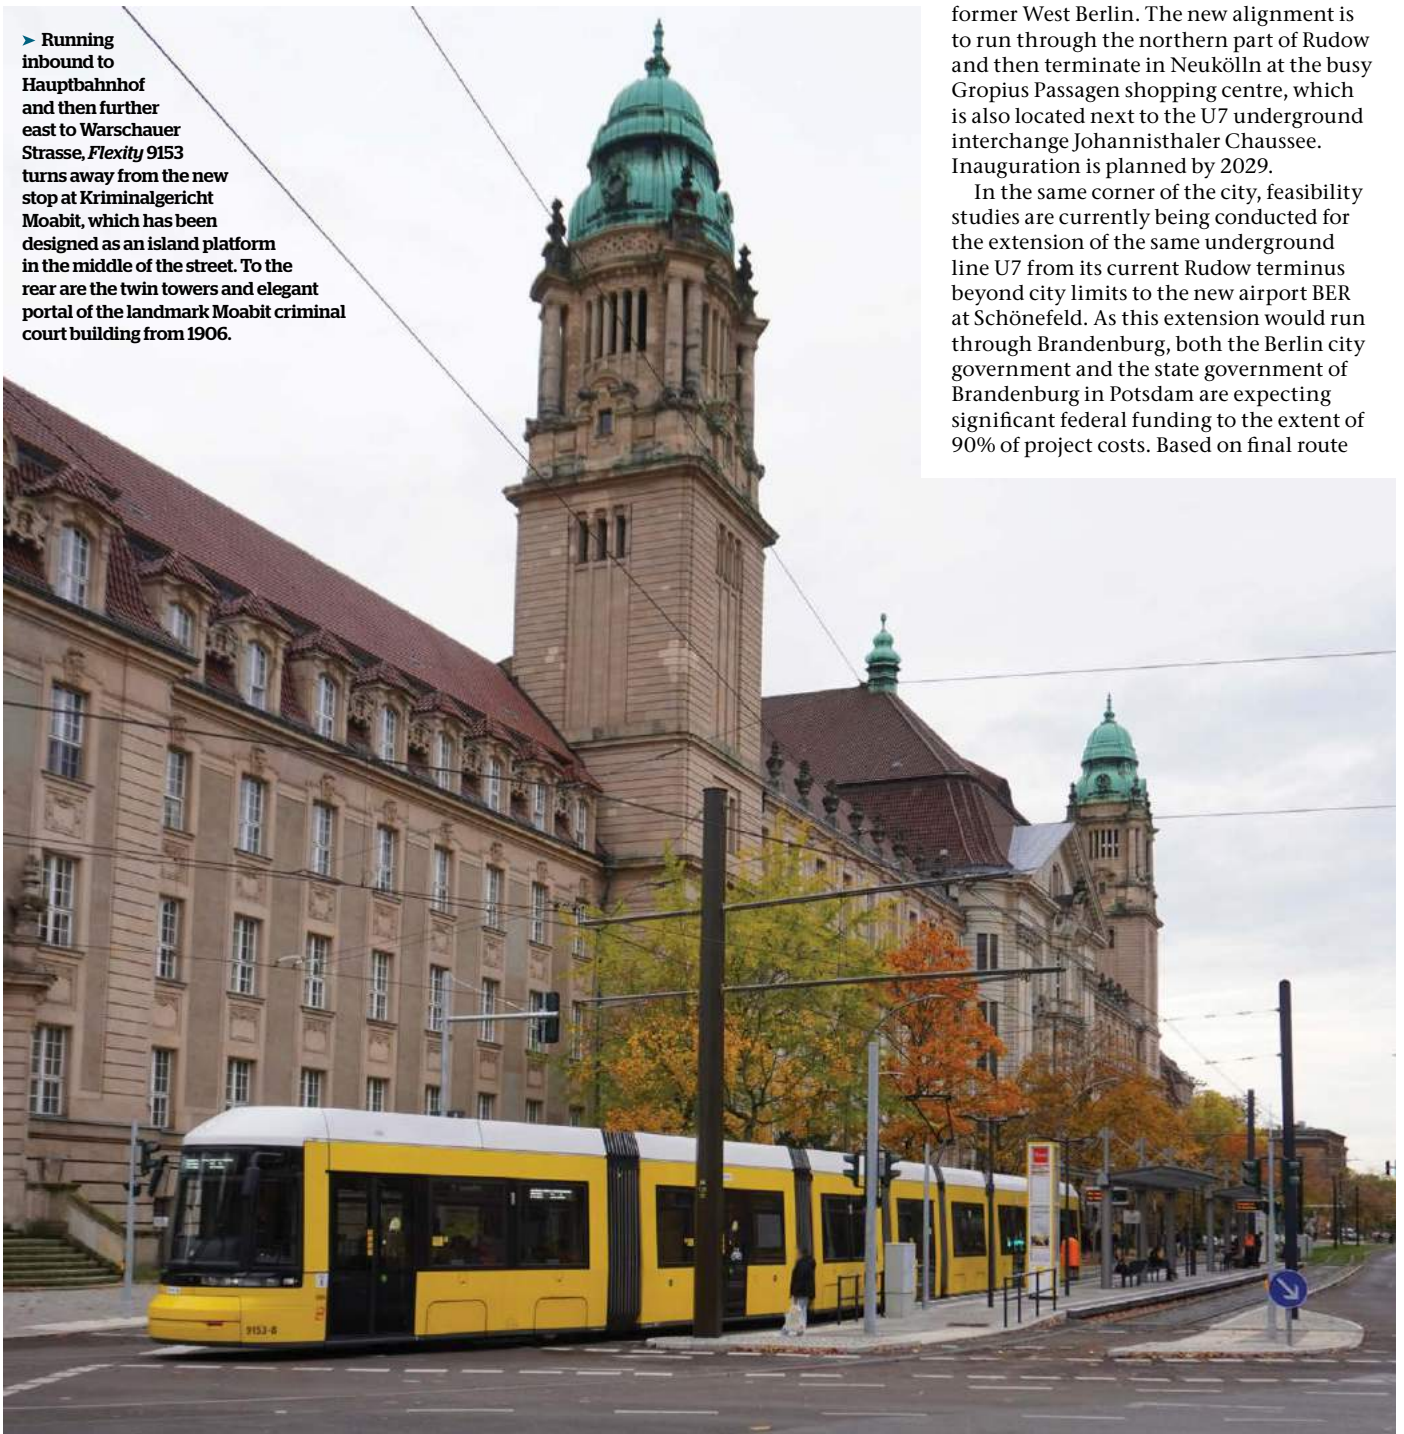 ➤ Running
inbound to
Hauptbahnhof
and then further
east to Warschauer
Strasse, Flexity 9153
turns away from the new
stop at Kriminalgericht
Moabit, which has been
designed as an island platform
in the middle of the street. To the
rear are the twin towers and elegant
portal of the landmark Moabit criminal
court building from 1906.
former West Berlin. The new alignment is
to run through the northern part of Rudow
and then terminate in Neukölln at the busy
Gropius Passagen shopping centre, which
is also located next to the U7 underground
interchange Johannisthaler Chaussee.
Inauguration is planned by 2029.
In the same corner of the city, feasibility
studies are currently being conducted for
the extension of the same underground
line U7 from its current Rudow terminus
beyond city limits to the new airport BER
at Schönefeld. As this extension would run
through Brandenburg, both the Berlin city
government and the state government of
Brandenburg in Potsdam are expecting
significant federal funding to the extent of
90% of project costs. Based on final route
9153-8